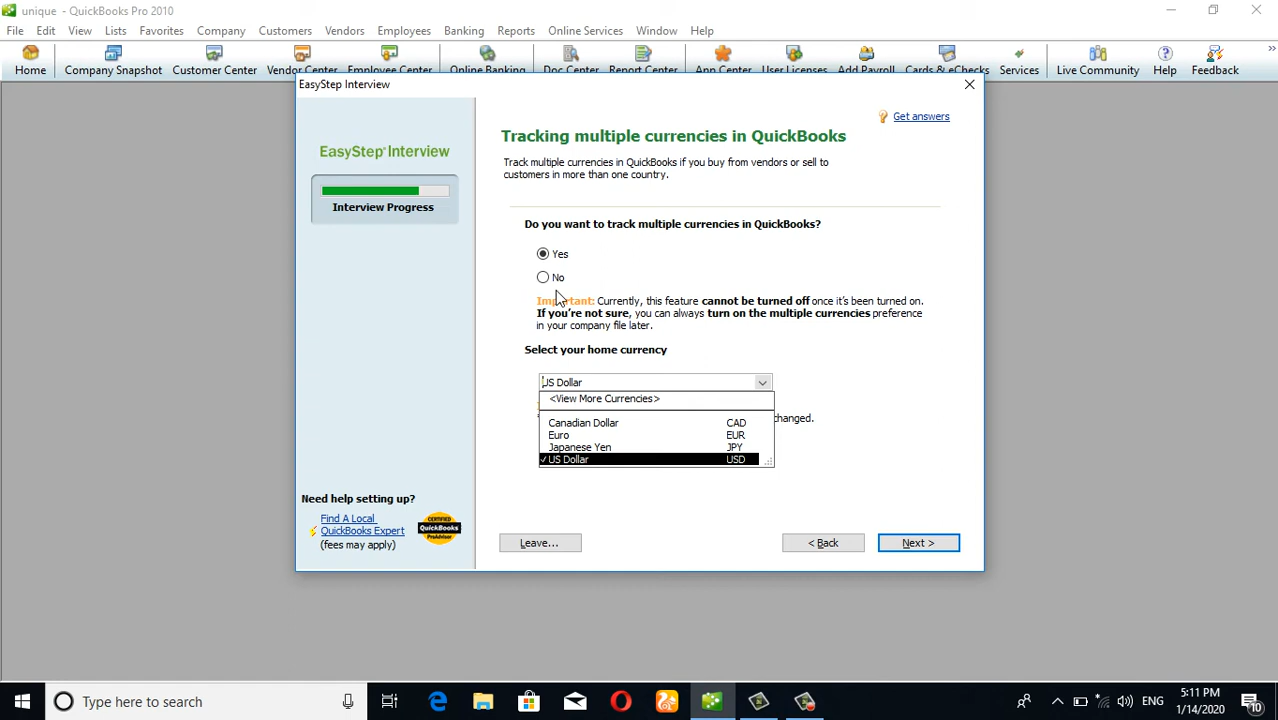 unique - QuickBooks Pro 2010
File Edit View Lists Favorites Company Customers Vendors Employees Banking Reports Online Services Window Help
Home Company Snapshot Customer Center Vendor Center Employee Center Online Banking Doc Center Report Center App Center User Licenses Add Payroll Cards & eChecks Services Live Community Help Feedback
EasyStep Interview
Get answers
EasyStep Interview
Interview Progress
Tracking multiple currencies in QuickBooks
Track multiple currencies in QuickBooks if you buy from vendors or sell to
customers in more than one country.
Do you want to track multiple currencies in QuickBooks?
Yes
No
Important: Currently, this feature cannot be turned off once it's been turned on.
If you're not sure, you can always turn on the multiple currencies preference
in your company file later.
Select your home currency
US Dollar
<View More Currencies>
changed.
Canadian Dollar CAD
Euro EUR
Japanese Yen JPY
US Dollar USD
Need help setting up?
Find A Local
QuickBooks Expert
(fees may apply)
CERTIFIED
QuickBooks
ProAdvisor
Leave...
< Back
Next >
Type here to search
ENG
5:11 PM
1/14/2020
10